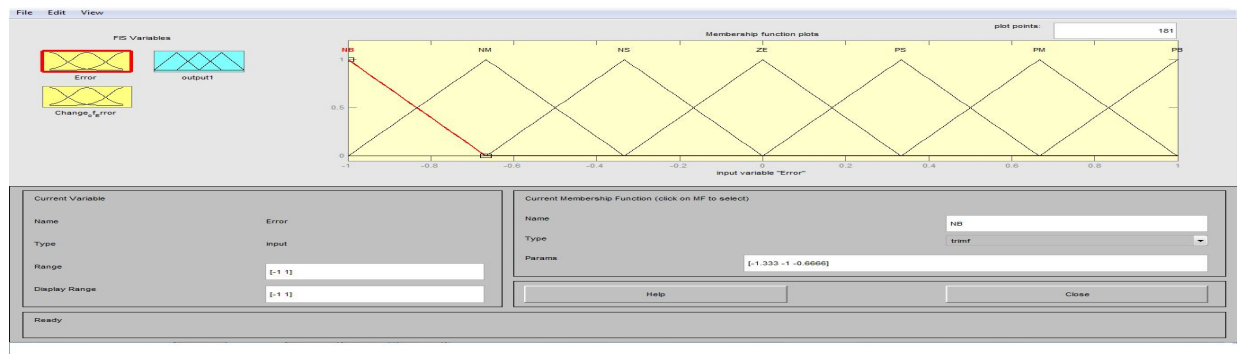 File Edit View
FIS Variables
Error
output1
Change_of_Error
plot points:
181
Membership function plots
NB NM NS ZE PS PM PB
1
0.5
0
-1 -0.8 -0.6 -0.4 -0.2 0 0.2 0.4 0.6 0.8 1
input variable "Error"
Current Variable
Name Error
Type input
Range [-1 1]
Display Range [-1 1]
Current Membership Function (click on MF to select)
Name NB
Type trimf
Params [-1.333 -1 -0.6666]
Help Close
Ready